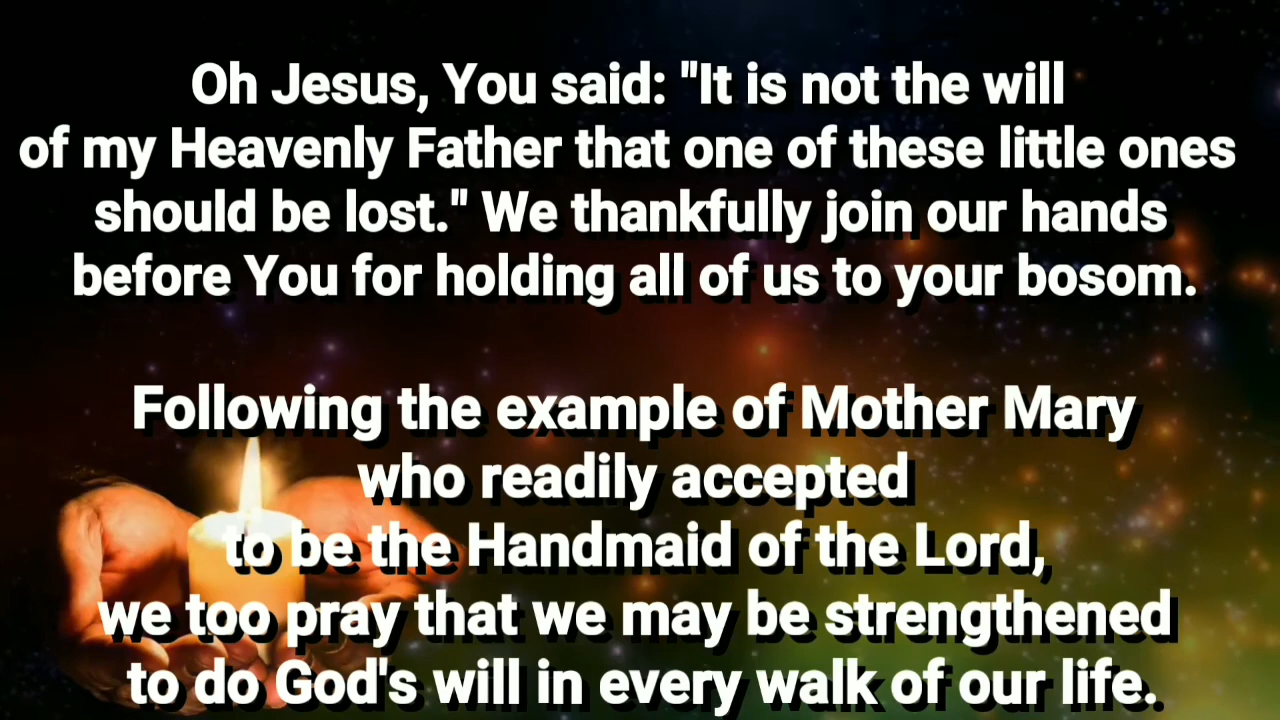 Oh Jesus, You said: "It is not the will
of my Heavenly Father that one of these little ones
should be lost." We thankfully join our hands
before You for holding all of us to your bosom.
Following the example of Mother Mary
who readily accepted
to be the Handmaid of the Lord,
we too pray that we may be strengthened
to do God's will in every walk of our life.